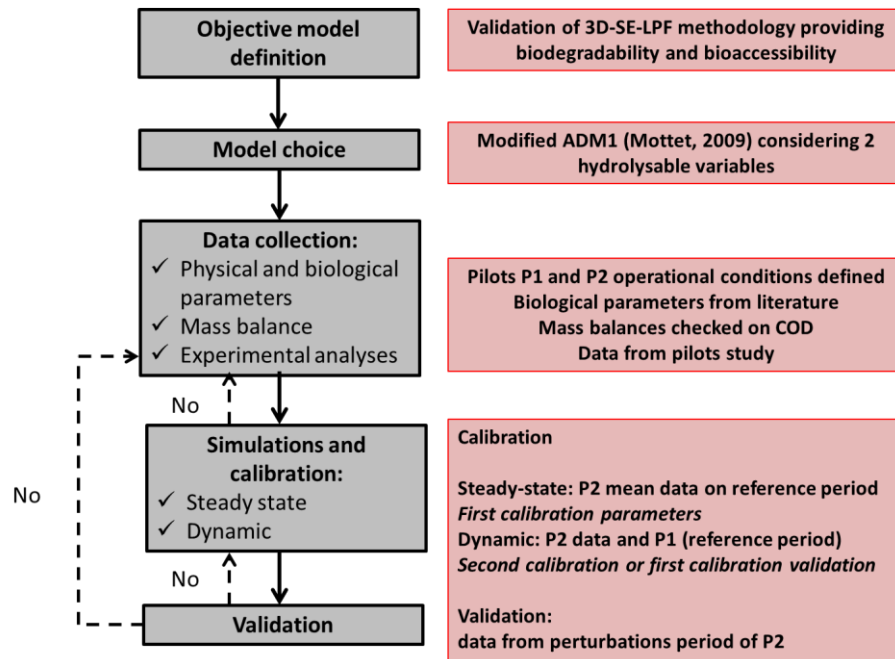 Objective model
definition
Validation of 3D-SE-LPF methodology providing
biodegradability and bioaccessibility
Model choice
Modified ADM1 (Mottet, 2009) considering 2
hydrolysable variables
Data collection:
✓ Physical and biological
parameters
✓ Mass balance
✓ Experimental analyses
Pilots P1 and P2 operational conditions defined
Biological parameters from literature
Mass balances checked on COD
Data from pilots study
No
No
Simulations and
calibration:
✓ Steady state
✓ Dynamic
No
Validation
Calibration
Steady-state: P2 mean data on reference period
First calibration parameters
Dynamic: P2 data and P1 (reference period)
Second calibration or first calibration validation
Validation:
data from perturbations period of P2